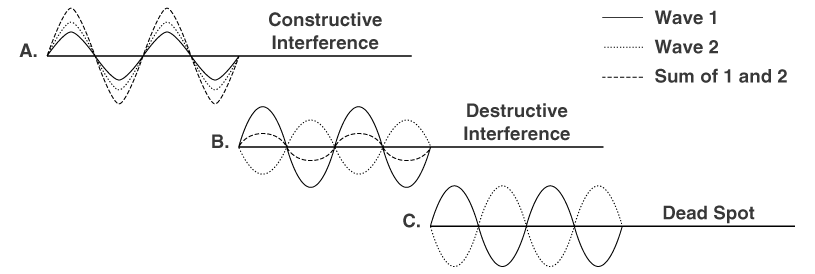 A.
Constructive
Interference
Wave 1
Wave 2
Sum of 1 and 2
B.
Destructive
Interference
C.
Dead Spot